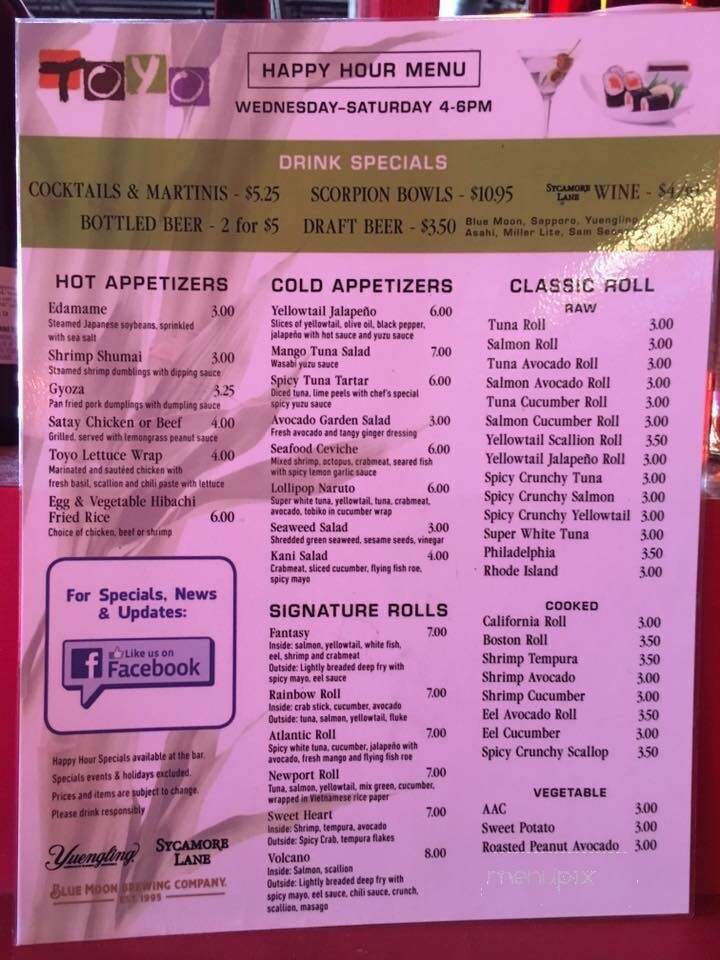 TOYO
HAPPY HOUR MENU
WEDNESDAY–SATURDAY 4-6PM
DRINK SPECIALS
COCKTAILS & MARTINIS - $5.25 SCORPION BOWLS - $10.95 SYCAMORE LANE WINE -
BOTTLED BEER - 2 for $5 DRAFT BEER - $3.50 Blue Moon, Sapporo, Yuengling
Asahi, Miller Lite, Sam
HOT APPETIZERS
Edamame 3.00
Steamed Japanese soybeans, sprinkled
with sea salt
Shrimp Shumai 3.00
Steamed shrimp dumblings with dipping sauce
Gyoza 3.25
Pan fried pork dumplings with dumpling sauce
Satay Chicken or Beef 4.00
Grilled, served with lemongrass peanut sauce
Toyo Lettuce Wrap 4.00
Marinated and sautéed chicken with
fresh basil, scallion and chili paste with lettuce
Egg & Vegetable Hibachi
Fried Rice 6.00
Choice of chicken, beef or shrimp
For Specials, News
& Updates:
Like us on
f Facebook
Happy Hour Specials available at the bar.
Specials events & holidays excluded.
Prices and items are subject to change.
Please drink responsibly
Yuengling
SYCAMORE
LANE
BLUE MOON BREWING COMPANY.
EST 1995
COLD APPETIZERS
Yellowtail Jalapeño 6.00
Slices of yellowtail, olive oil, black pepper,
jalapeño with hot sauce and yuzu sauce
Mango Tuna Salad 7.00
Wasabi yuzu sauce
Spicy Tuna Tartar 6.00
Diced tuna, lime peels with chef's special
spicy yuzu sauce
Avocado Garden Salad 3.00
Fresh avocado and tangy ginger dressing
Seafood Ceviche 6.00
Mixed shrimp, octopus, crabmeat, seared fish
with spicy lemon garlic sauce
Lollipop Naruto 6.00
Super white tuna, yellowtail, tuna, crabmeat,
avocado, tobiko in cucumber wrap
Seaweed Salad 3.00
Shredded green seaweed, sesame seeds, vinegar
Kani Salad 4.00
Crabmeat, sliced cucumber, flying fish roe,
spicy mayo
SIGNATURE ROLLS
Fantasy 7.00
Inside: salmon, yellowtail, white fish,
eel, shrimp and crabmeat
Outside: Lightly breaded deep fry with
spicy mayo, eel sauce
Rainbow Roll 7.00
Inside: crab stick, cucumber, avocado
Outside: tuna, salmon, yellowtail, fluke
Atlantic Roll 7.00
Spicy white tuna, cucumber, jalapeño with
avocado, fresh mango and flying fish roe
Newport Roll 7.00
Tuna, salmon, yellowtail, mix green, cucumber,
wrapped in Vietnamese rice paper
Sweet Heart 7.00
Inside: Shrimp, tempura, avocado
Outside: Spicy Crab, tempura flakes
Volcano 8.00
Inside: Salmon, scallion
Outside: Lightly breaded deep fry with
spicy mayo, eel sauce, chili sauce, crunch,
scallion, masago
CLASSIC ROLL
RAW
Tuna Roll 3.00
Salmon Roll 3.00
Tuna Avocado Roll 3.00
Salmon Avocado Roll 3.00
Tuna Cucumber Roll 3.00
Salmon Cucumber Roll 3.00
Yellowtail Scallion Roll 3.50
Yellowtail Jalapeño Roll 3.00
Spicy Crunchy Tuna 3.00
Spicy Crunchy Salmon 3.00
Spicy Crunchy Yellowtail 3.00
Super White Tuna 3.00
Philadelphia 3.50
Rhode Island 3.00
COOKED
California Roll 3.00
Boston Roll 3.50
Shrimp Tempura 3.50
Shrimp Avocado 3.00
Shrimp Cucumber 3.00
Eel Avocado Roll 3.50
Eel Cucumber 3.00
Spicy Crunchy Scallop 3.50
VEGETABLE
AAC 3.00
Sweet Potato 3.00
Roasted Peanut Avocado 3.00
menupix